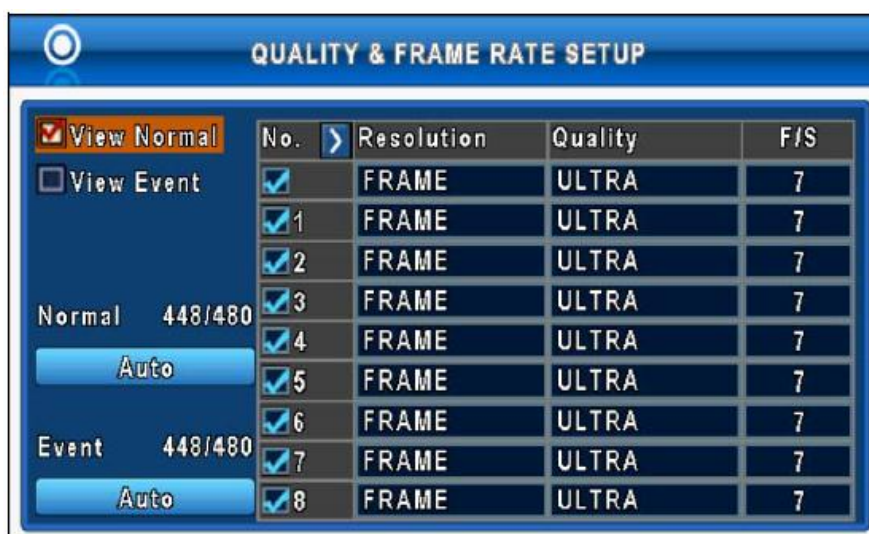 QUALITY & FRAME RATE SETUP
View Normal
View Event
Normal 448/480
Auto
Event 448/480
Auto
No. > Resolution Quality F/S
FRAME ULTRA 7
1 FRAME ULTRA 7
2 FRAME ULTRA 7
3 FRAME ULTRA 7
4 FRAME ULTRA 7
5 FRAME ULTRA 7
6 FRAME ULTRA 7
7 FRAME ULTRA 7
8 FRAME ULTRA 7